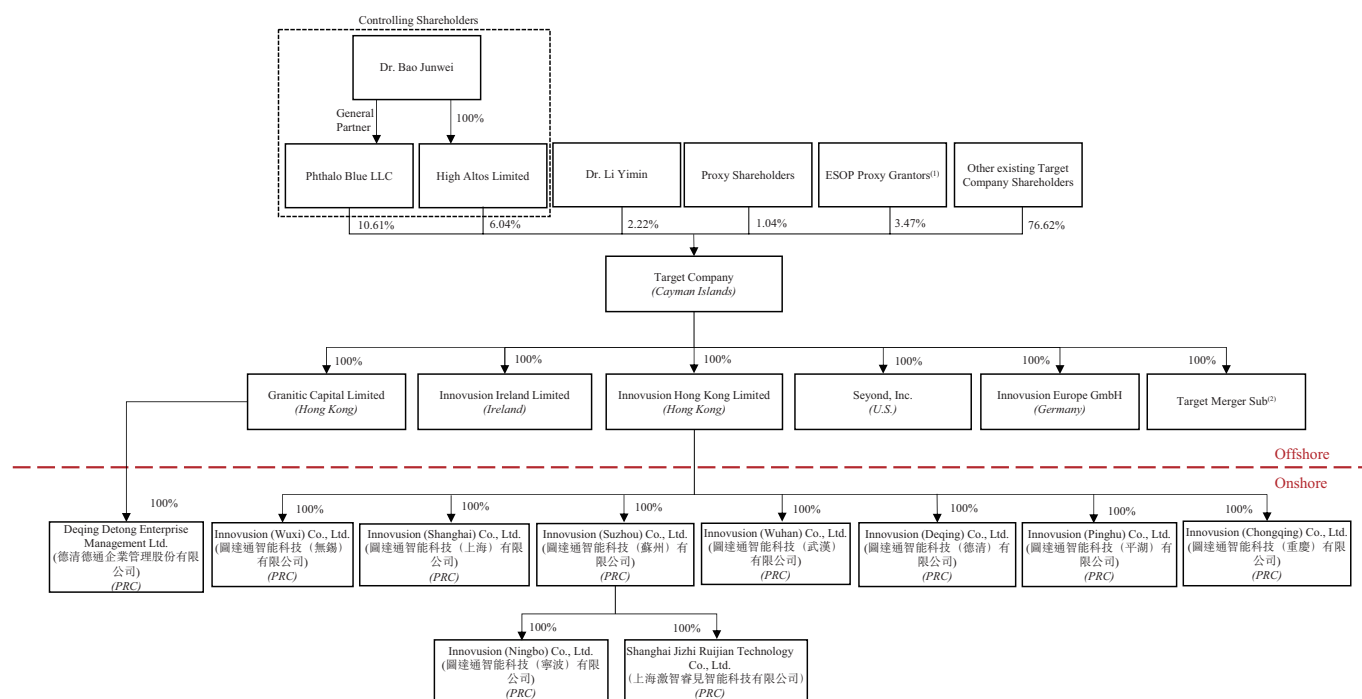 Controlling Shareholders
Dr. Bao Junwei
General
Partner
100%
Phthalo Blue LLC
High Altos Limited
Dr. Li Yimin
Proxy Shareholders
ESOP Proxy Grantors(1)
Other existing Target
Company Shareholders
10.61%
6.04%
2.22%
1.04%
3.47%
76.62%
Target Company
(Cayman Islands)
100%
100%
100%
100%
100%
100%
Granitic Capital Limited
(Hong Kong)
Innovusion Ireland Limited
(Ireland)
Innovusion Hong Kong Limited
(Hong Kong)
Seyond, Inc.
(U.S.)
Innovusion Europe GmbH
(Germany)
Target Merger Sub(2)
Offshore
Onshore
100%
100%
100%
100%
100%
100%
100%
100%
Deqing Detong Enterprise
Management Ltd.
(德清德通企業管理股份有限
公司)
(PRC)
Innovusion (Wuxi) Co., Ltd.
(圖達通智能科技（無錫）
有限公司)
(PRC)
Innovusion (Shanghai) Co., Ltd.
(圖達通智能科技（上海）有限
公司)
(PRC)
Innovusion (Suzhou) Co., Ltd.
(圖達通智能科技（蘇州）有
限公司)
(PRC)
Innovusion (Wuhan) Co., Ltd.
(圖達通智能科技（武漢）
有限公司)
(PRC)
Innovusion (Deqing) Co., Ltd.
(圖達通智能科技（德清）有
限公司)
(PRC)
Innovusion (Pinghu) Co., Ltd.
(圖達通智能科技（平湖）有
限公司)
(PRC)
Innovusion (Chongqing) Co., Ltd.
(圖達通智能科技（重慶）有限
公司)
(PRC)
100%
100%
Innovusion (Ningbo) Co., Ltd.
(圖達通智能科技（寧波）有限
公司)
(PRC)
Shanghai Jizhi Ruijian Technology
Co., Ltd.
(上海激智睿見智能科技有限公司)
(PRC)